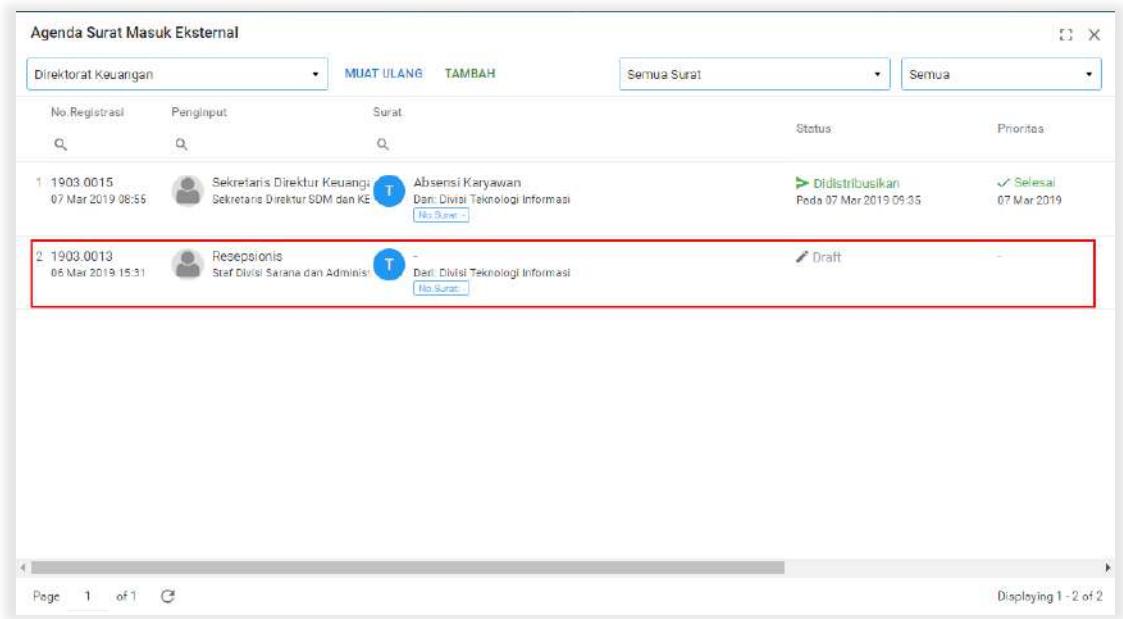 Agenda Surat Masuk Eksternal
Direktorat Keuangan MUAT ULANG TAMBAH Semua Surat Semua
No.Registrasi Penginput Surat Status Prioritas
1 1903.0015 Sekretaris Direktur Keuanga T Absensi Karyawan Didistribusikan Selesai
07 Mar 2019 08:55 Sekretaris Direktur SDM dan KE Dari: Divisi Teknologi Informasi Pada 07 Mar 2019 09:35 07 Mar 2019
No.Surat: -
2 1903.0013 Resepsionis T - Draft -
06 Mar 2019 15:31 Staf Divisi Sarana dan Administ Dari: Divisi Teknologi Informasi
No.Surat: -
Page 1 of 1 Displaying 1 - 2 of 2